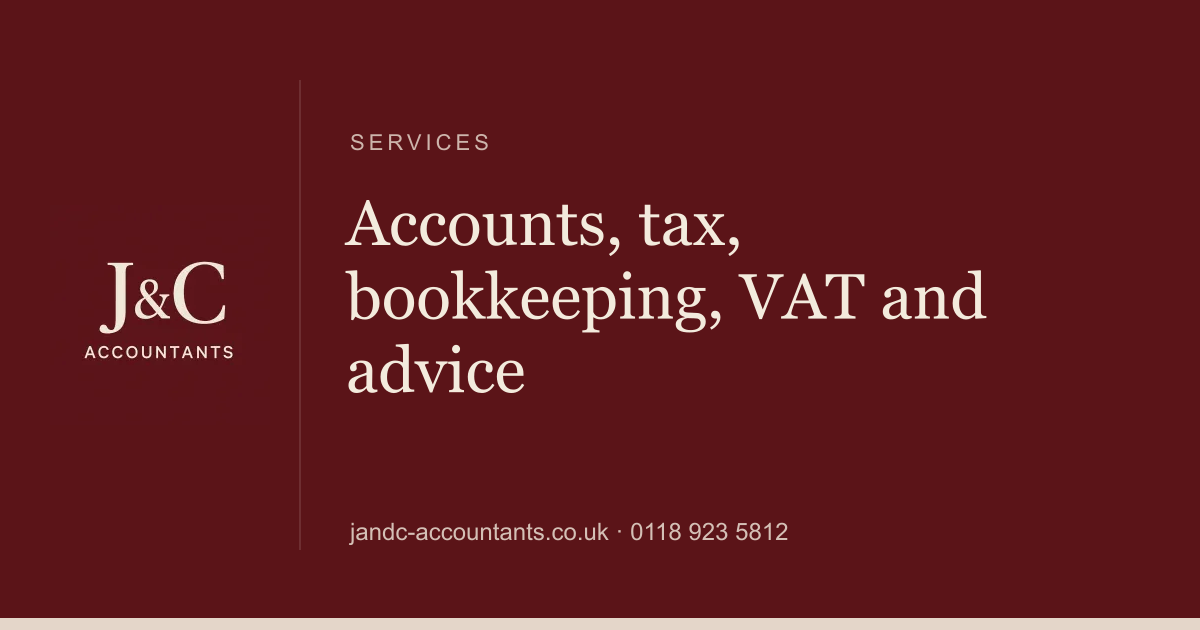 J&C
ACCOUNTANTS
SERVICES
Accounts, tax,
bookkeeping, VAT and
advice
jandc-accountants.co.uk · 0118 923 5812